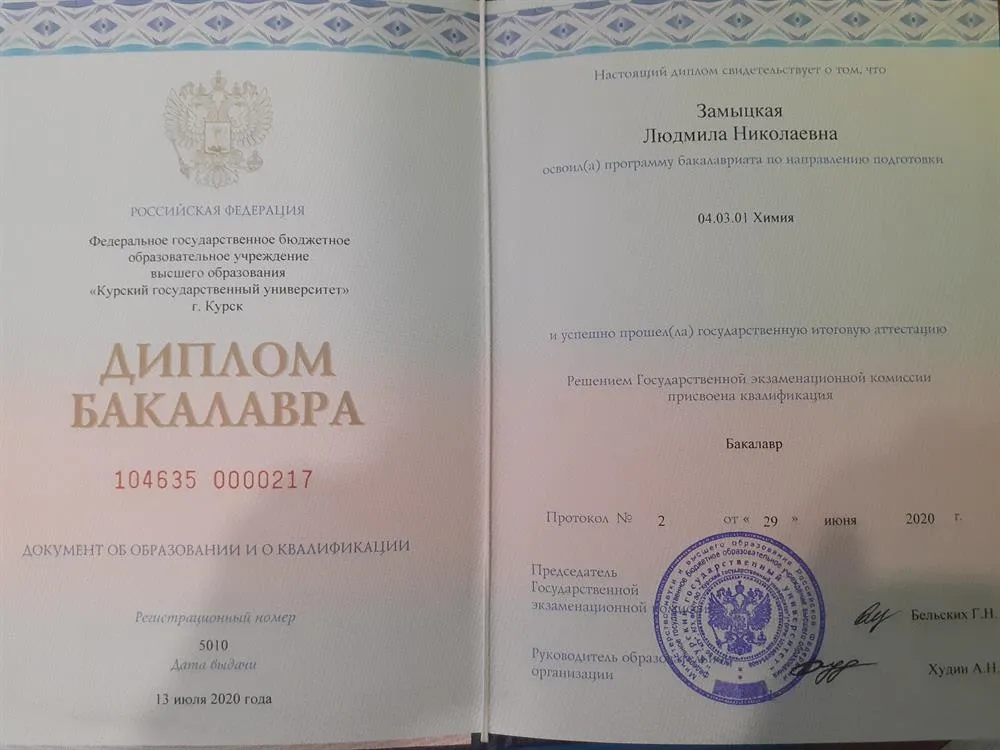 РОССИЙСКАЯ ФЕДЕРАЦИЯ
Федеральное государственное бюджетное
образовательное учреждение
высшего образования
«Курский государственный университет»
г. Курск
ДИПЛОМ
БАКАЛАВРА
104635 0000217
ДОКУМЕНТ ОБ ОБРАЗОВАНИИ И О КВАЛИФИКАЦИИ
Регистрационный номер
5010
Дата выдачи
13 июля 2020 года
Настоящий диплом свидетельствует о том, что
Замыцкая
Людмила Николаевна
освоил(а) программу бакалавриата по направлению подготовки
04.03.01 Химия
и успешно прошел(ла) государственную итоговую аттестацию
Решением Государственной экзаменационной комиссии
присвоена квалификация
Бакалавр
Протокол № 2 от « 29 » июня 2020 г.
Председатель
Государственной
экзаменационной комиссии Бельских Г.Н.
Руководитель образовательной
организации Худин А.Н.